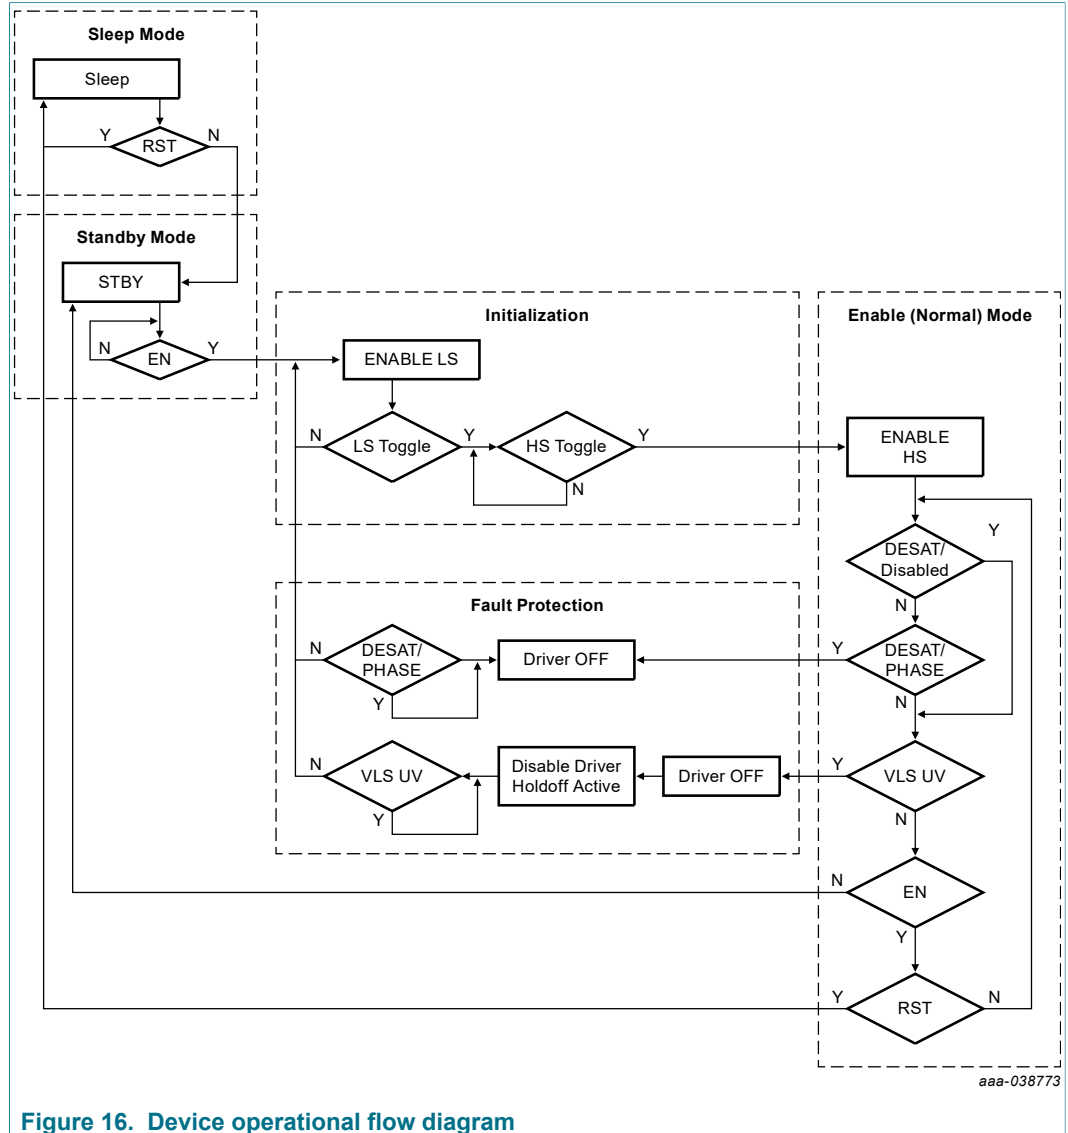 Sleep Mode
Sleep
Y
RST
N
Standby Mode
STBY
N
EN
Y
Initialization
ENABLE LS
N
LS Toggle
Y
HS Toggle
Y
N
Enable (Normal) Mode
ENABLE
HS
Y
DESAT/
Disabled
N
Fault Protection
N
DESAT/
PHASE
Y
Driver OFF
Y
DESAT/
PHASE
N
N
VLS UV
Y
Disable Driver
Holdoff Active
Driver OFF
Y
VLS UV
N
N
EN
Y
Y
RST
N
aaa-038773
Figure 16. Device operational flow diagram